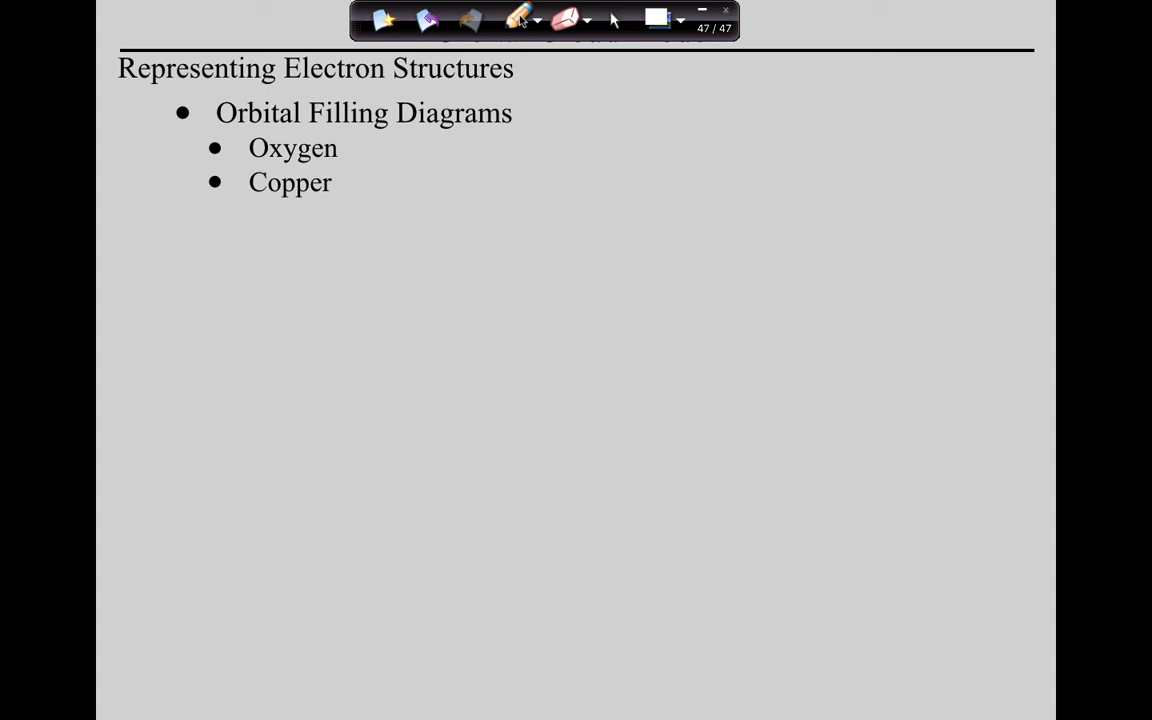 47 / 47
Representing Electron Structures
● Orbital Filling Diagrams
● Oxygen
● Copper